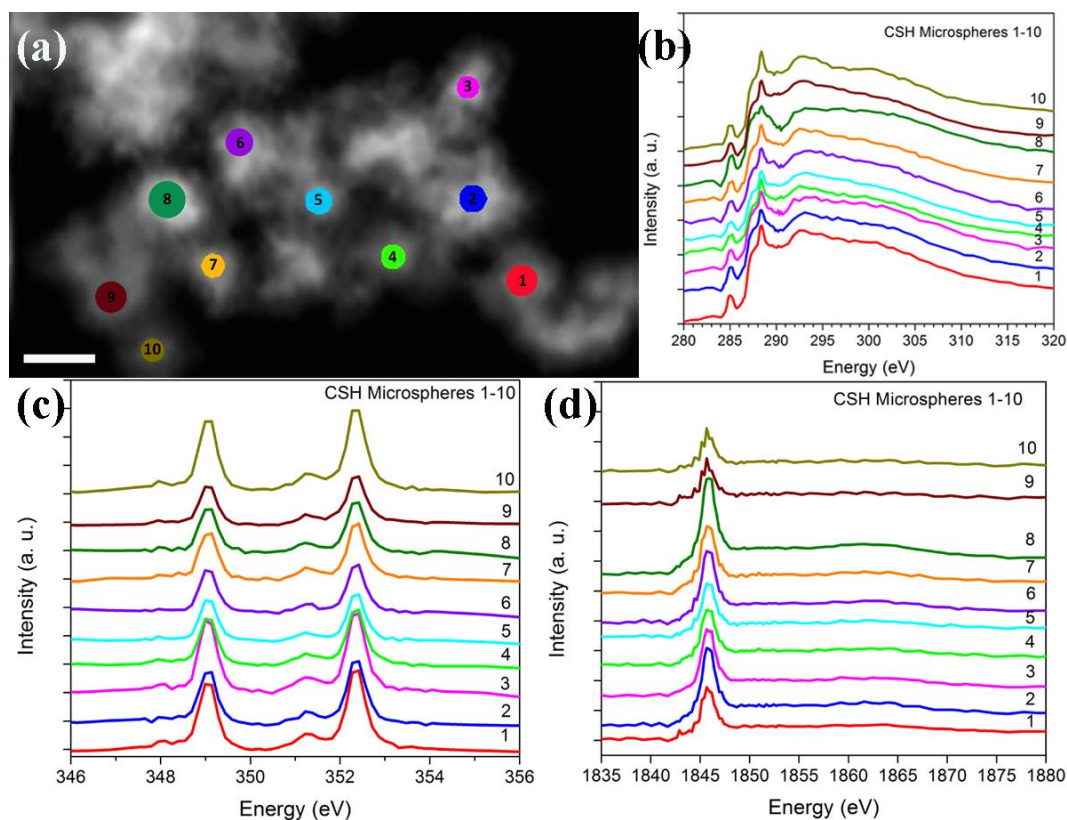 (a)
3
6
8
5
2
7
4
1
9
10
(b)
CSH Microspheres 1-10
Intensity (a. u.)
10
9
8
7
6
5
4
3
2
1
280 285 290 295 300 305 310 315 320
Energy (eV)
(c)
CSH Microspheres 1-10
Intensity (a. u.)
10
9
8
7
6
5
4
3
2
1
346 348 350 352 354 356
Energy (eV)
(d)
CSH Microspheres 1-10
Intensity (a. u.)
10
9
8
7
6
5
4
3
2
1
1835 1840 1845 1850 1855 1860 1865 1870 1875 1880
Energy (eV)